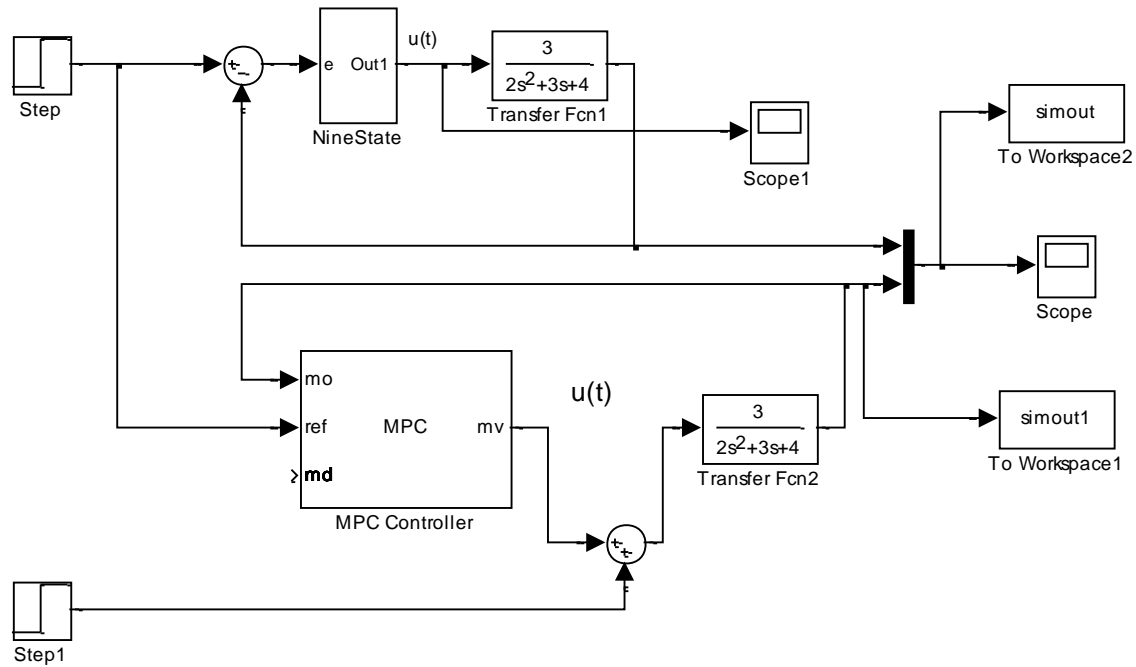 Step
+
−
e
Out1
NineState
u(t)
3
2s²+3s+4
Transfer Fcn1
Scope1
simout
To Workspace2
Scope
mo
ref
md
MPC
mv
MPC Controller
u(t)
3
2s²+3s+4
Transfer Fcn2
simout1
To Workspace1
+
+
Step1